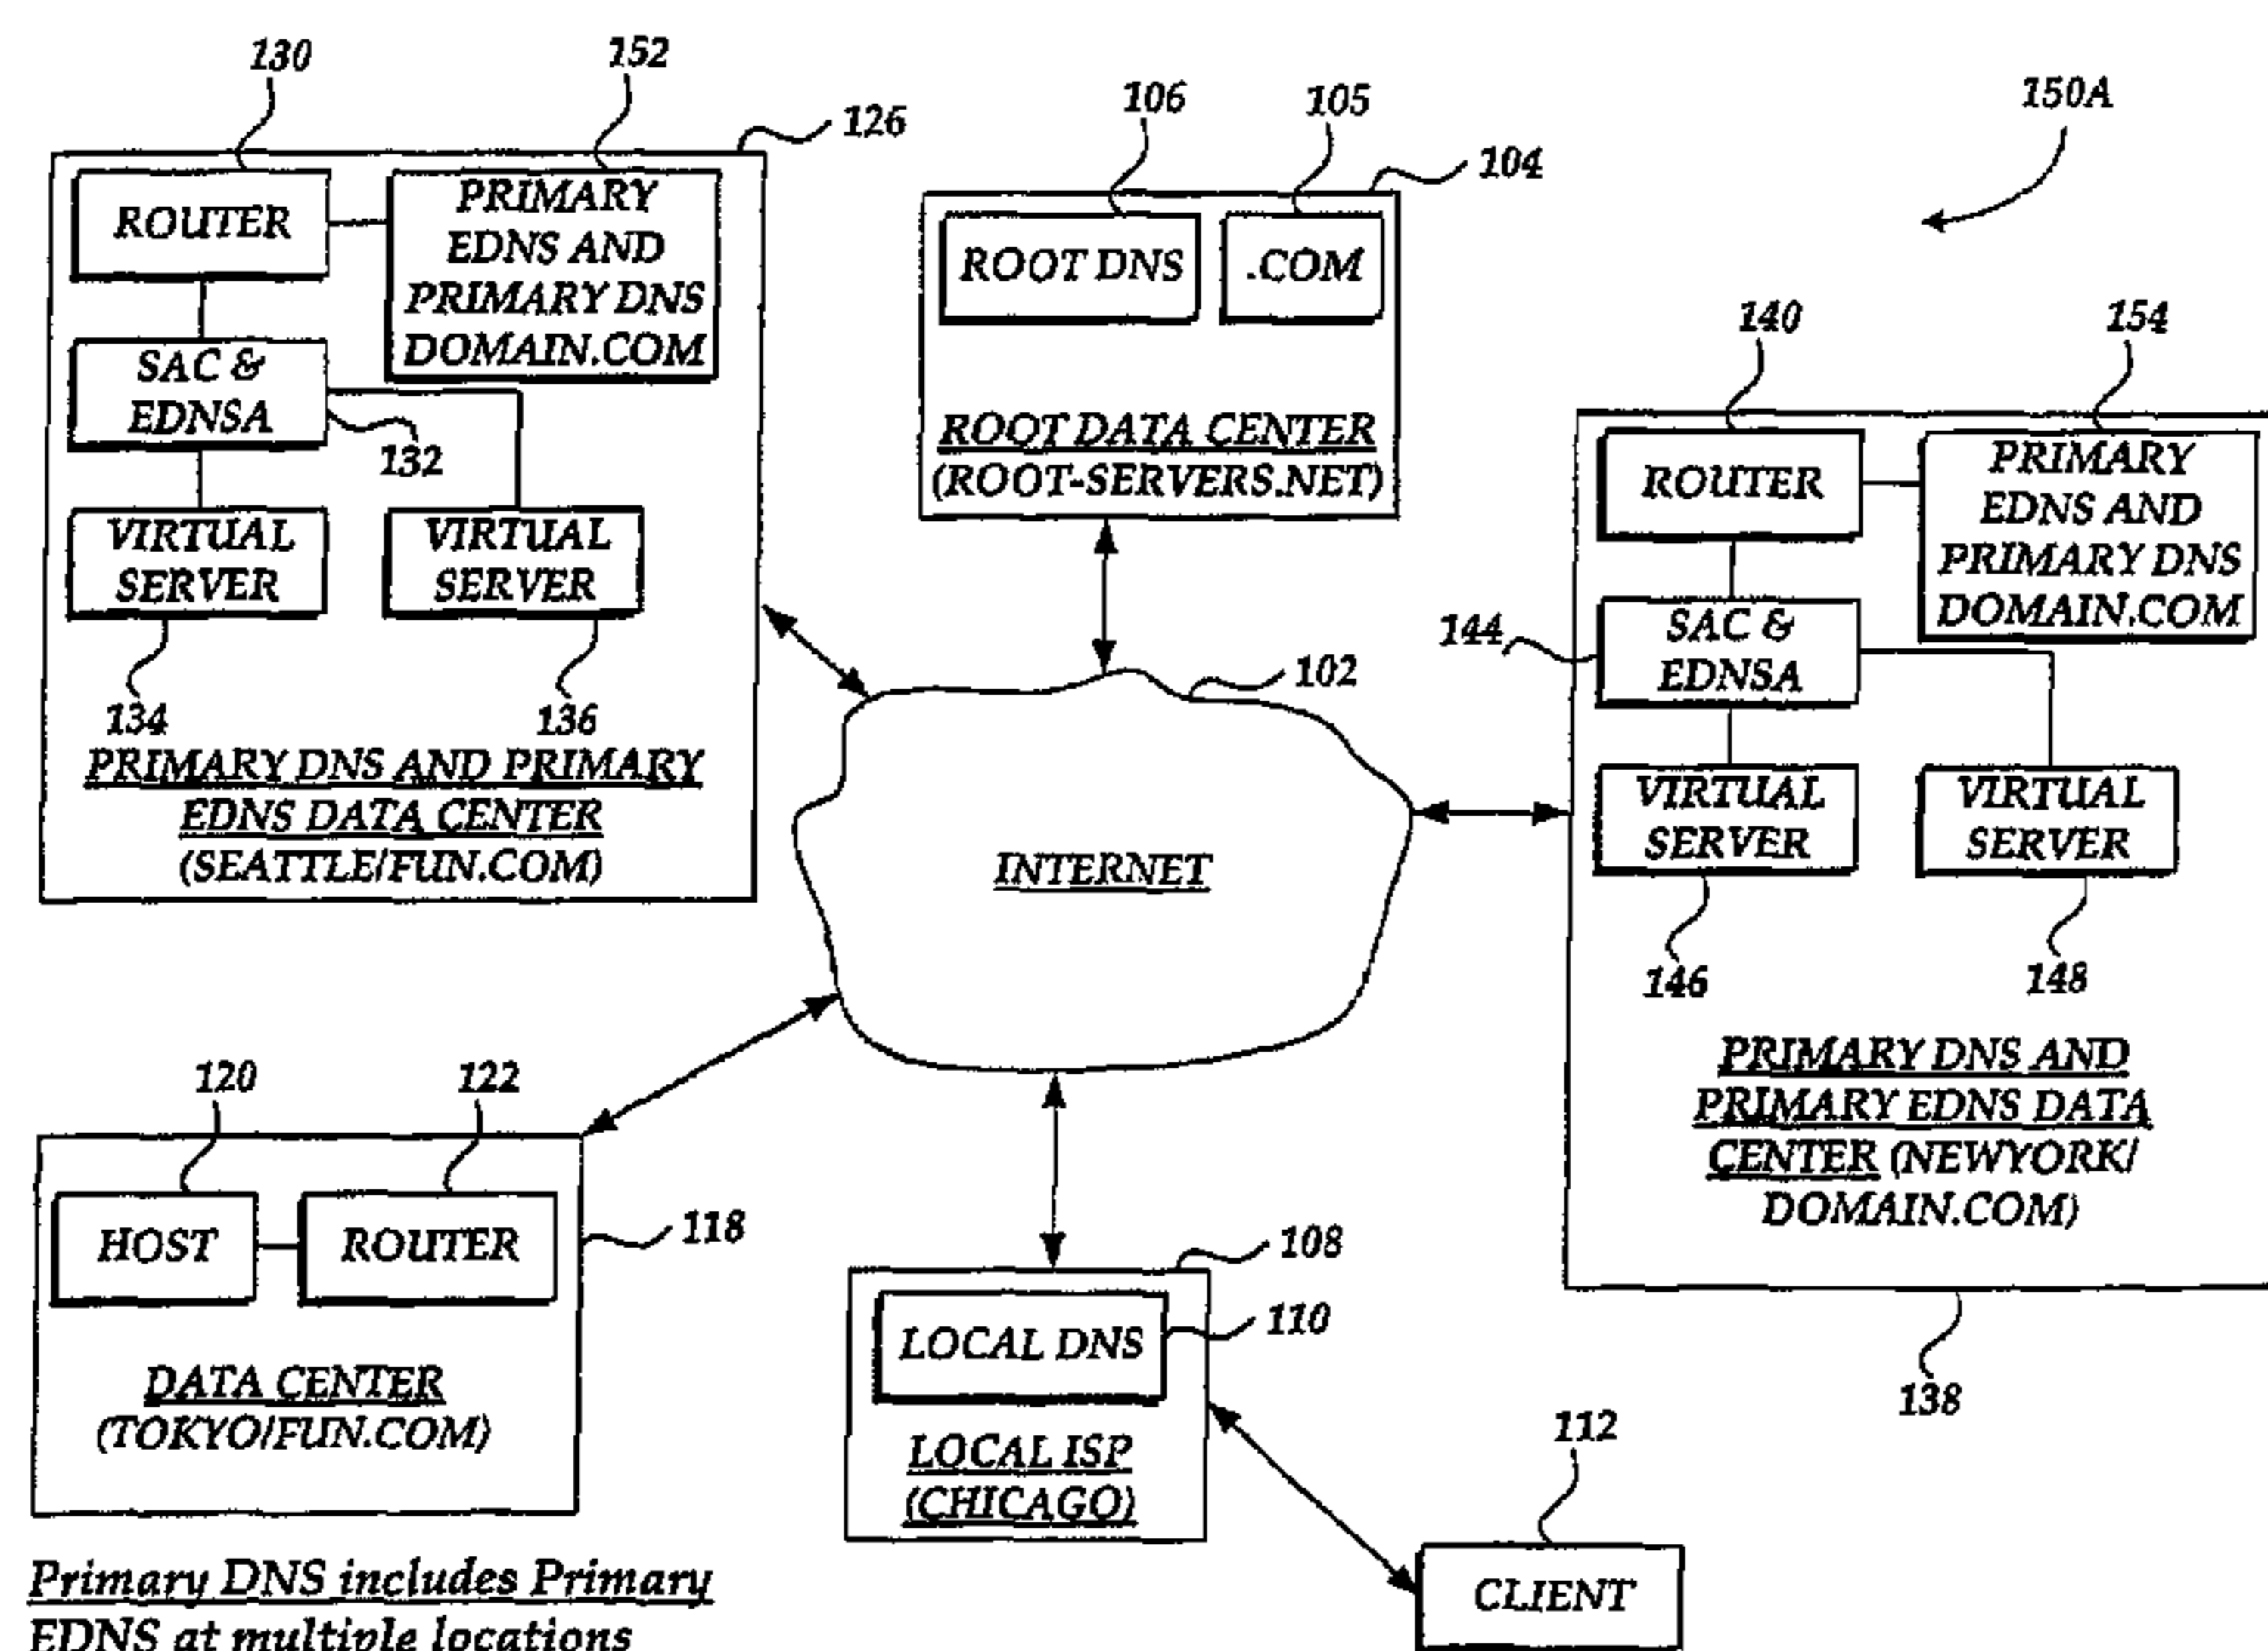 130
152
126
ROUTER
PRIMARY
EDNS AND
PRIMARY DNS
DOMAIN.COM
SAC &
EDNSA
132
VIRTUAL
SERVER
VIRTUAL
SERVER
134
136
PRIMARY DNS AND PRIMARY
EDNS DATA CENTER
(SEATTLE/FUN.COM)
106
105
104
ROOT DNS
.COM
ROOT DATA CENTER
(ROOT-SERVERS.NET)
150A
140
154
ROUTER
PRIMARY
EDNS AND
PRIMARY DNS
DOMAIN.COM
144
SAC &
EDNSA
VIRTUAL
SERVER
VIRTUAL
SERVER
146
148
PRIMARY DNS AND
PRIMARY EDNS DATA
CENTER (NEWYORK/
DOMAIN.COM)
138
102
INTERNET
120
122
HOST
ROUTER
118
DATA CENTER
(TOKYO/FUN.COM)
108
LOCAL DNS
110
LOCAL ISP
(CHICAGO)
112
CLIENT
Primary DNS includes Primary
EDNS at multiple locations